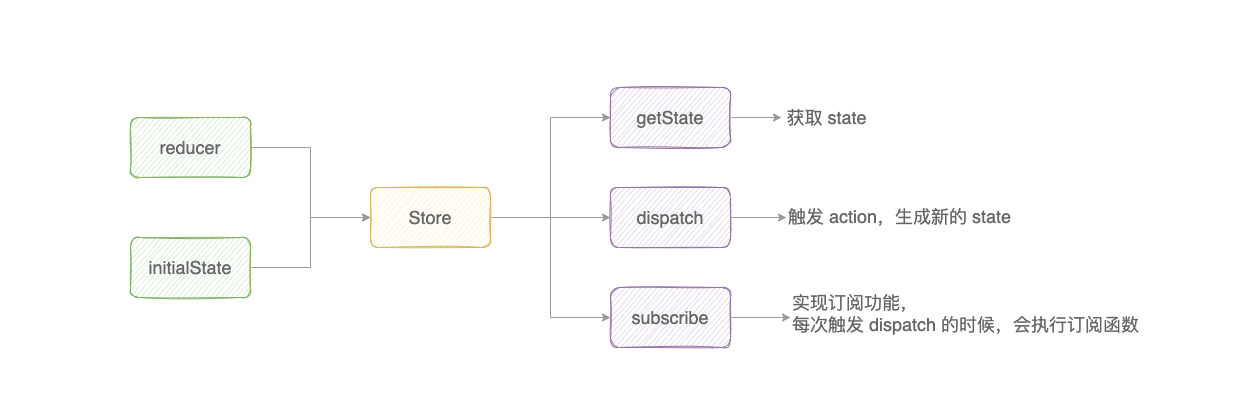 reducer
initialState
Store
getState
获取 state
dispatch
触发 action，生成新的 state
subscribe
实现订阅功能，
每次触发 dispatch 的时候，会执行订阅函数